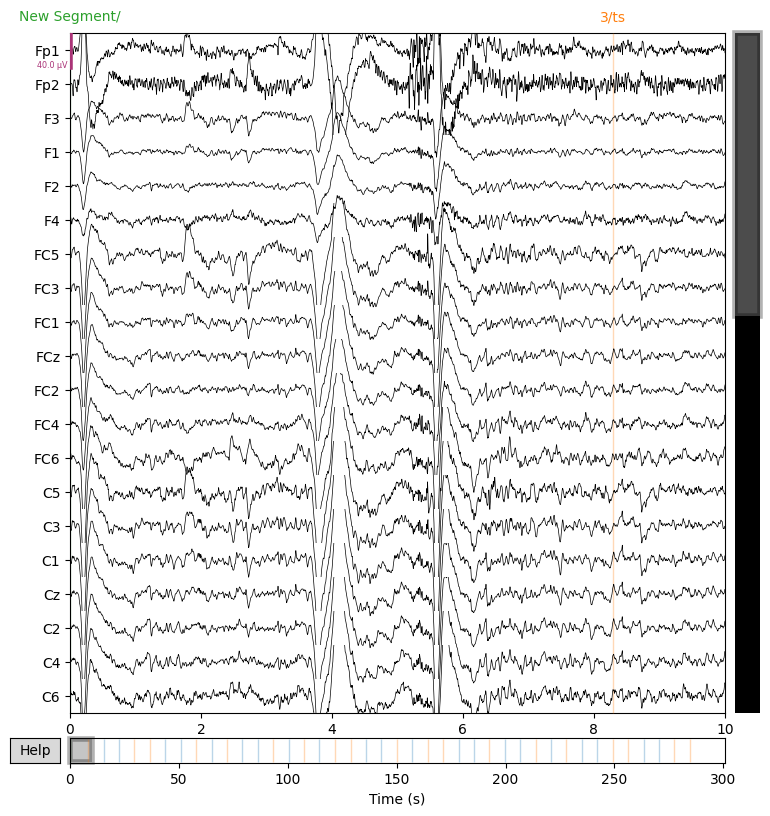 New Segment/ 3/ts
Fp1
40.0 µV
Fp2
F3
F1
F2
F4
FC5
FC3
FC1
FCz
FC2
FC4
FC6
C5
C3
C1
Cz
C2
C4
C6
0 2 4 6 8 10
Help
0 50 100 150 200 250 300
Time (s)